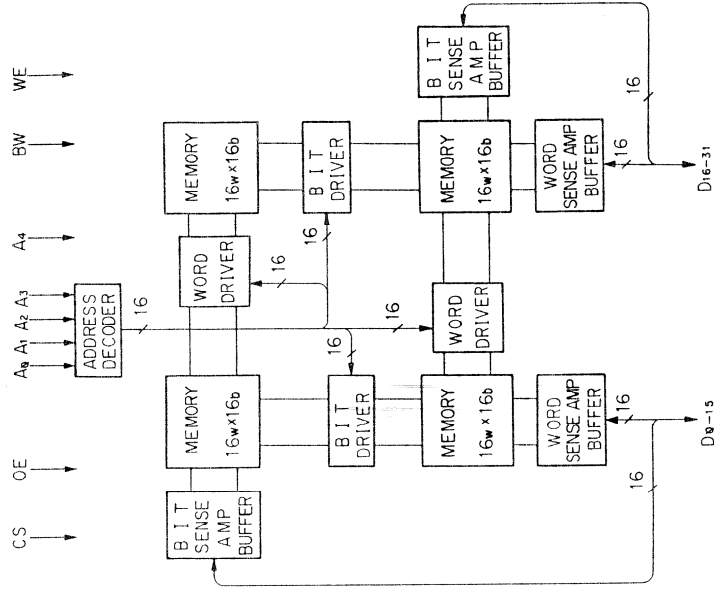 CS
OE
A0
A1
A2
A3
A4
BW
WE
ADDRESS
DECODER
16
BIT
SENSE
AMP
BUFFER
MEMORY
16w×16b
WORD
DRIVER
MEMORY
16w×16b
16
BIT
DRIVER
16
16
BIT
DRIVER
16
MEMORY
16w×16b
WORD
DRIVER
MEMORY
16w×16b
BIT
SENSE
AMP
BUFFER
WORD
SENSE AMP
BUFFER
WORD
SENSE AMP
BUFFER
16
16
16
16
D0-15
D16-31